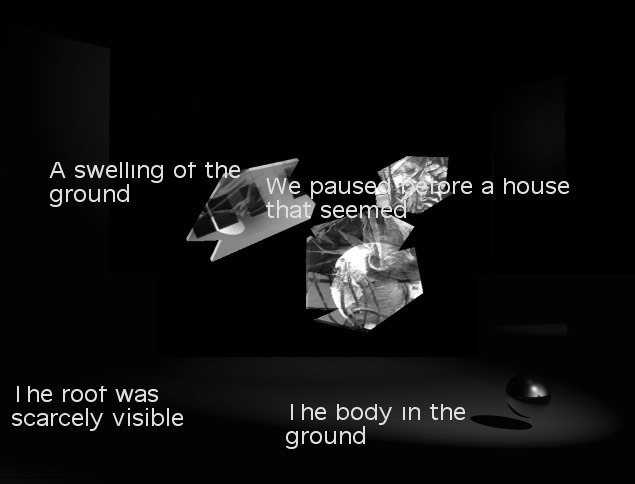 A swelling of the
ground
We paused before a house
that seemed
The roof was
scarcely visible
The body in the
ground